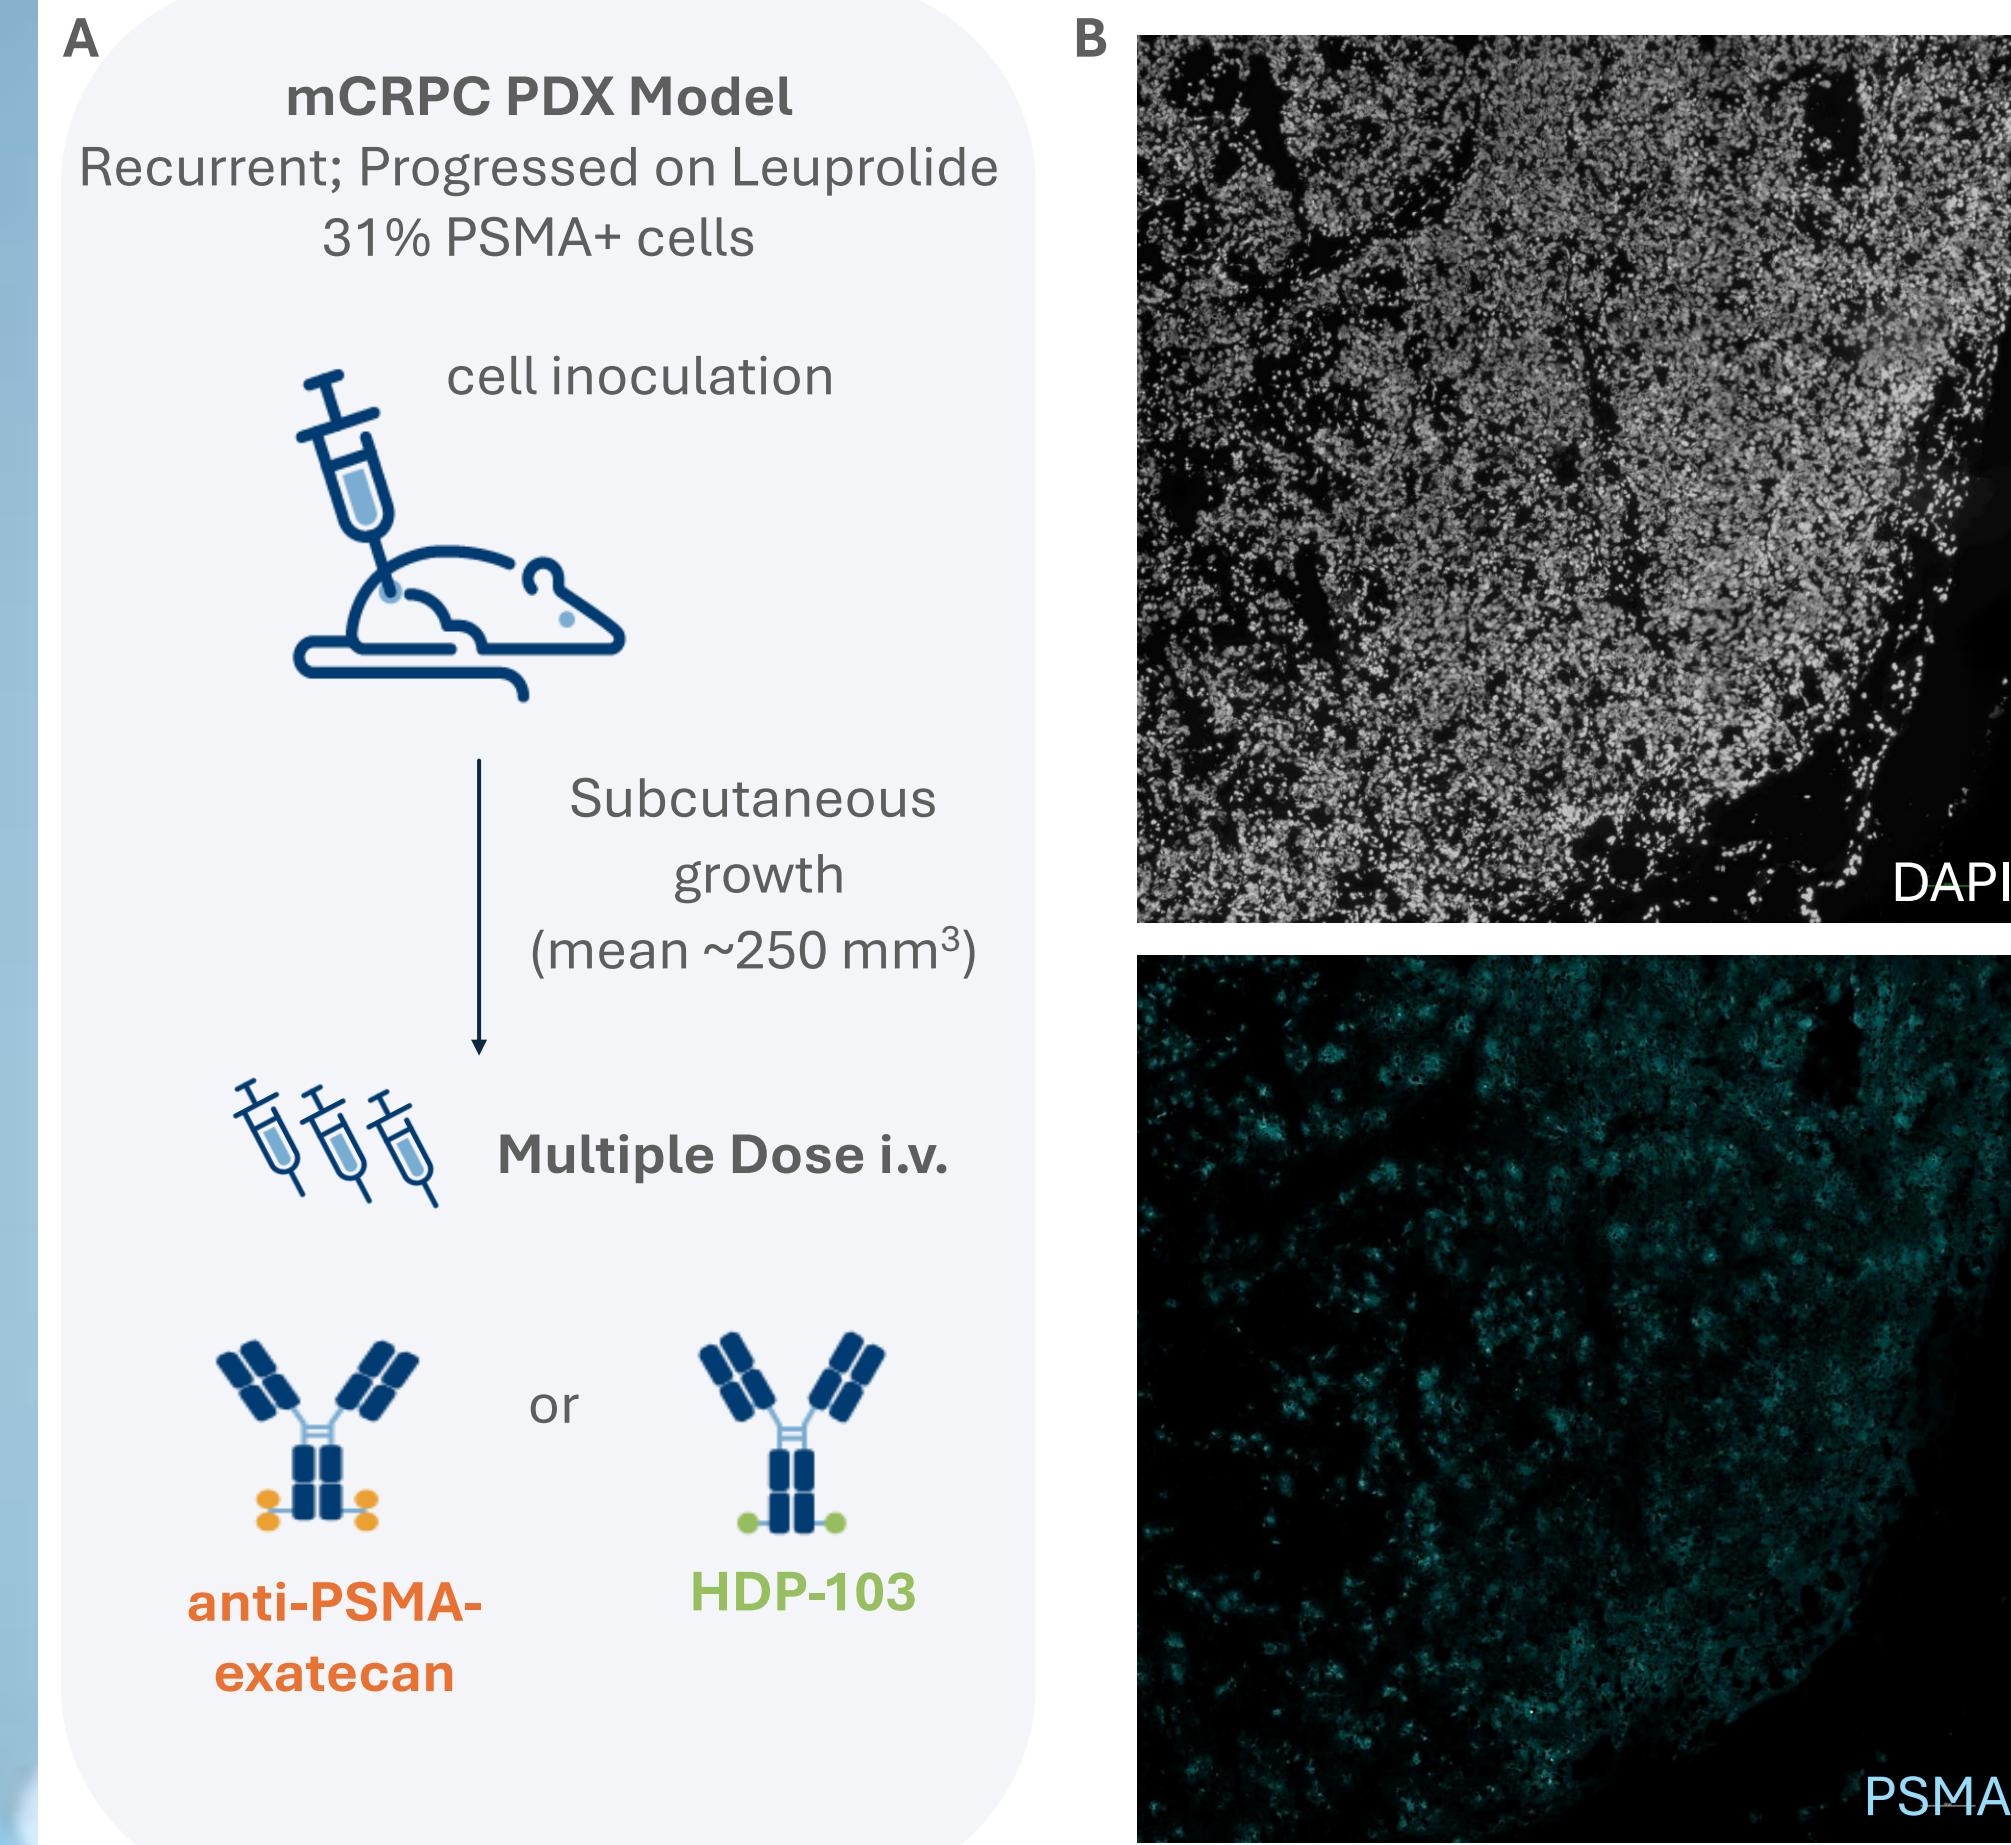 A
mCRPC PDX Model
Recurrent; Progressed on Leuprolide
31% PSMA+ cells
cell inoculation
Subcutaneous
growth
(mean ~250 mm³)
Multiple Dose i.v.
or
anti-PSMA-
exatecan
HDP-103
B
DAPI
PSMA